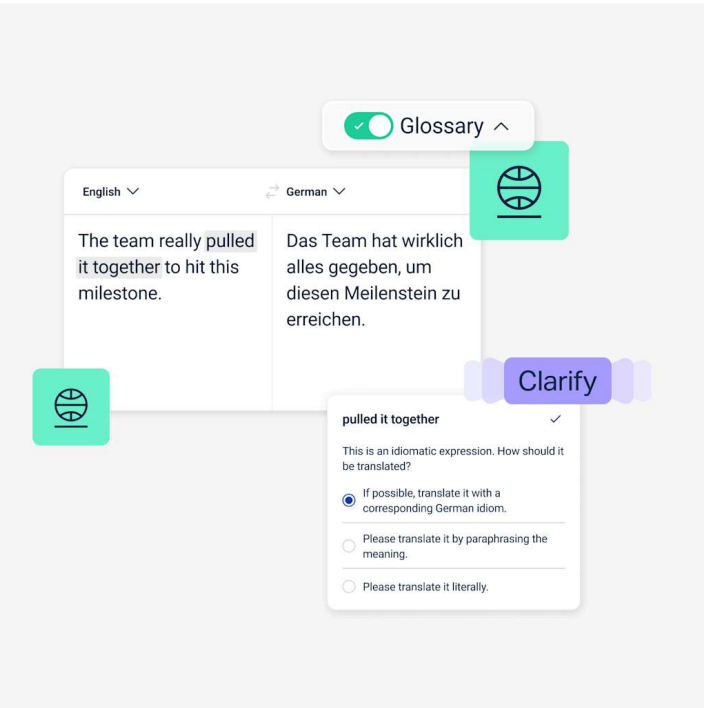 Glossary
English
German
The team really pulled
it together to hit this
milestone.
Das Team hat wirklich
alles gegeben, um
diesen Meilenstein zu
erreichen.
Clarify
pulled it together
This is an idiomatic expression. How should it
be translated?
If possible, translate it with a
corresponding German idiom.
Please translate it by paraphrasing the
meaning.
Please translate it literally.